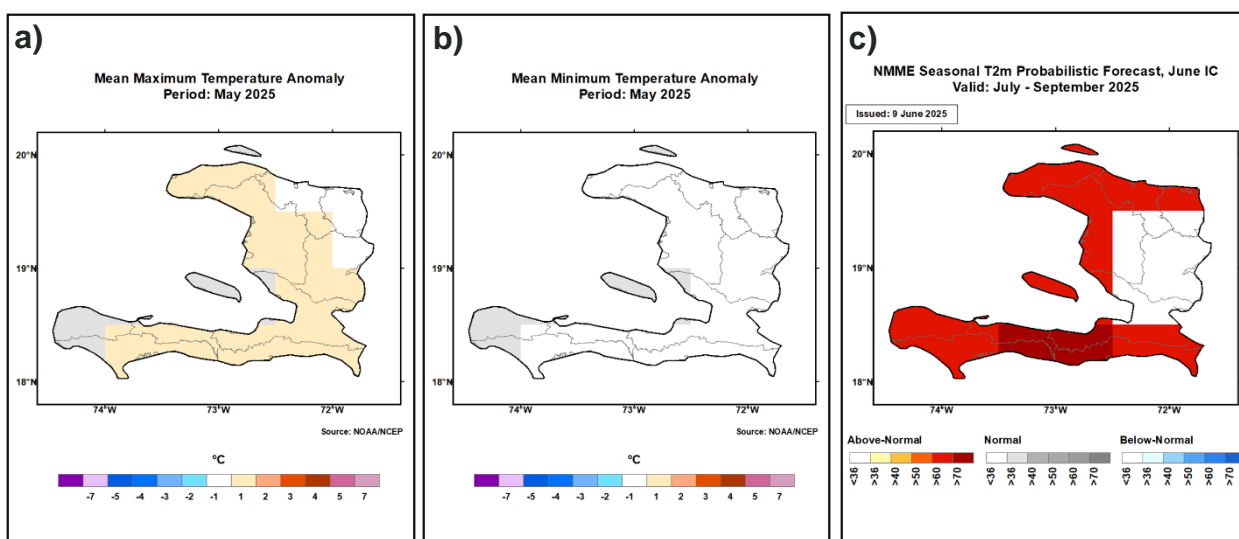 a)
Mean Maximum Temperature Anomaly
Period: May 2025
20°N
19°N
18°N
74°W 73°W 72°W
Source: NOAA/NCEP
°C
-7 -5 -4 -3 -2 -1 1 2 3 4 5 7
b)
Mean Minimum Temperature Anomaly
Period: May 2025
20°N
19°N
18°N
74°W 73°W 72°W
Source: NOAA/NCEP
°C
-7 -5 -4 -3 -2 -1 1 2 3 4 5 7
c)
NMME Seasonal T2m Probabilistic Forecast, June IC
Valid: July - September 2025
Issued: 9 June 2025
20°N
19°N
18°N
74°W 73°W 72°W
Above-Normal Normal Below-Normal
<36 >36 >40 >50 >60 >70 <36 >36 >40 >50 >60 >70 <36 >36 >40 >50 >60 >70